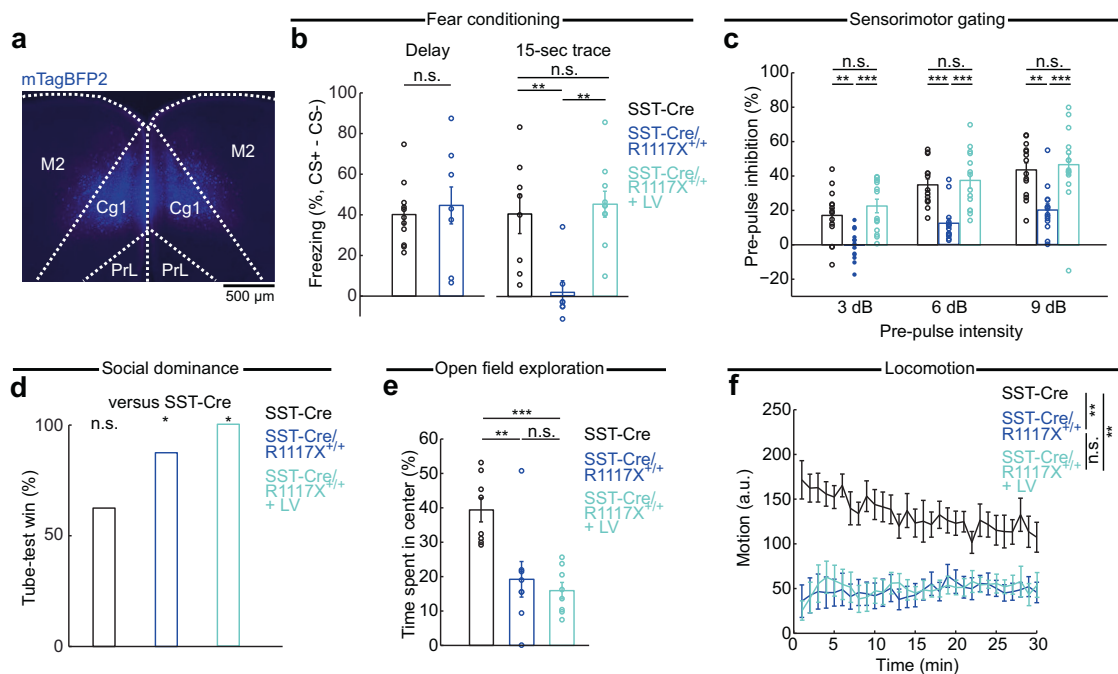 Fear conditioning
Sensorimotor gating
a
mTagBFP2
M2
M2
Cg1
Cg1
PrL
PrL
500 µm
b
Delay
15-sec trace
n.s.
n.s.
**
**
Freezing (%, CS+ - CS-)
100
80
60
40
20
0
SST-Cre
SST-Cre/
R1117X+/+
SST-Cre/
R1117X+/+
+ LV
c
n.s.
n.s.
n.s.
** ***
*** ***
** ***
Pre-pulse inhibition (%)
100
80
60
40
20
0
−20
3 dB
6 dB
9 dB
Pre-pulse intensity
Social dominance
Open field exploration
Locomotion
d
versus SST-Cre
n.s.
*
*
Tube-test win (%)
100
50
0
SST-Cre
SST-Cre/
R1117X+/+
SST-Cre/
R1117X+/+
+ LV
e
***
**
n.s.
Time spent in center (%)
60
50
40
30
20
10
0
SST-Cre
SST-Cre/
R1117X+/+
SST-Cre/
R1117X+/+
+ LV
f
SST-Cre
SST-Cre/
R1117X+/+
SST-Cre/
R1117X+/+
+ LV
**
n.s.
**
Motion (a.u.)
250
200
150
100
50
0
5
10
15
20
25
30
Time (min)